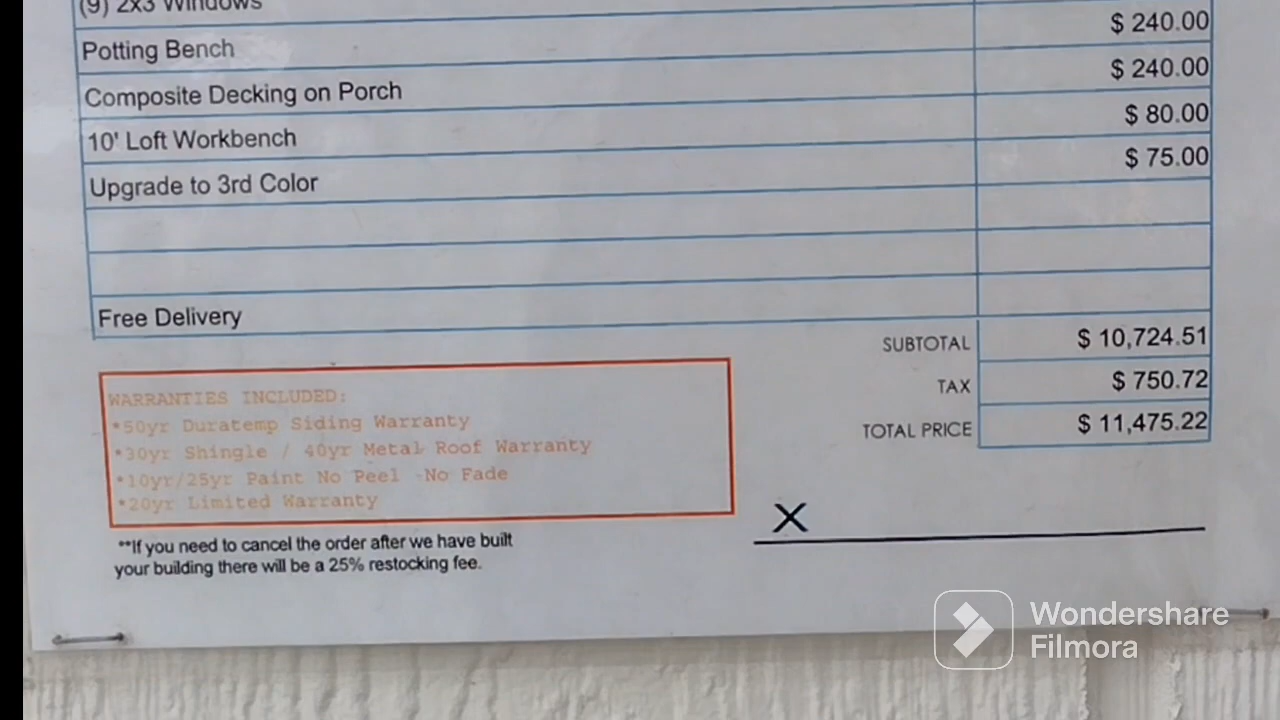 (9) 2x3 Windows
Potting Bench $ 240.00
Composite Decking on Porch $ 240.00
10' Loft Workbench $ 80.00
Upgrade to 3rd Color $ 75.00
Free Delivery
SUBTOTAL $ 10,724.51
TAX $ 750.72
TOTAL PRICE $ 11,475.22
WARRANTIES INCLUDED:
*50yr Duratemp Siding Warranty
*30yr Shingle / 40yr Metal Roof Warranty
*10yr/25yr Paint No Peel -No Fade
*20yr Limited Warranty
X
**If you need to cancel the order after we have built
your building there will be a 25% restocking fee.
Wondershare
Filmora